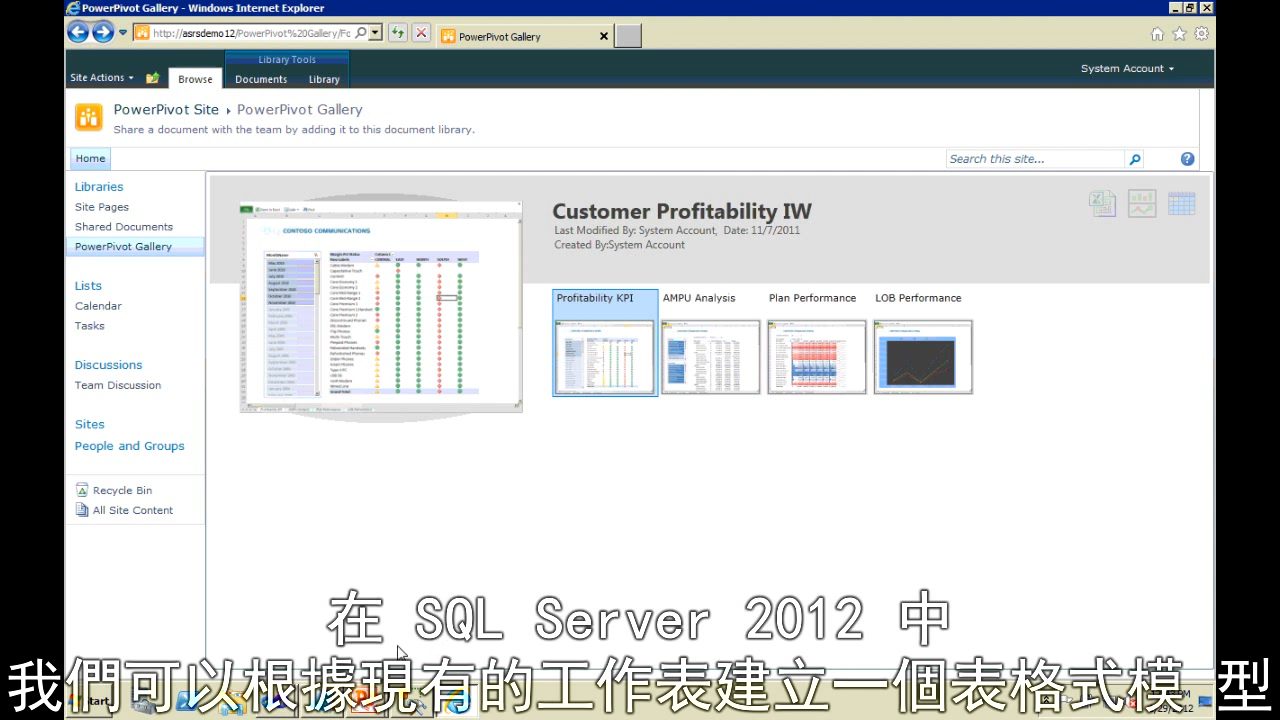 PowerPivot Gallery - Windows Internet Explorer
http://asrsdemo12/PowerPivot%20Gallery/Fo
PowerPivot Gallery
Library Tools
Site Actions
Browse
Documents
Library
System Account
PowerPivot Site
PowerPivot Gallery
Share a document with the team by adding it to this document library.
Home
Search this site...
Libraries
Site Pages
Shared Documents
PowerPivot Gallery
Lists
Calendar
Tasks
Discussions
Team Discussion
Sites
People and Groups
Recycle Bin
All Site Content
CONTOSO COMMUNICATIONS
Customer Profitability IW
Last Modified By: System Account, Date: 11/7/2011
Created By:System Account
Profitability KPI
AMPU Analysis
Plan Performance
LOB Performance
在 SQL Server 2012 中
我們可以根據現有的工作表建立一個表格式模 型